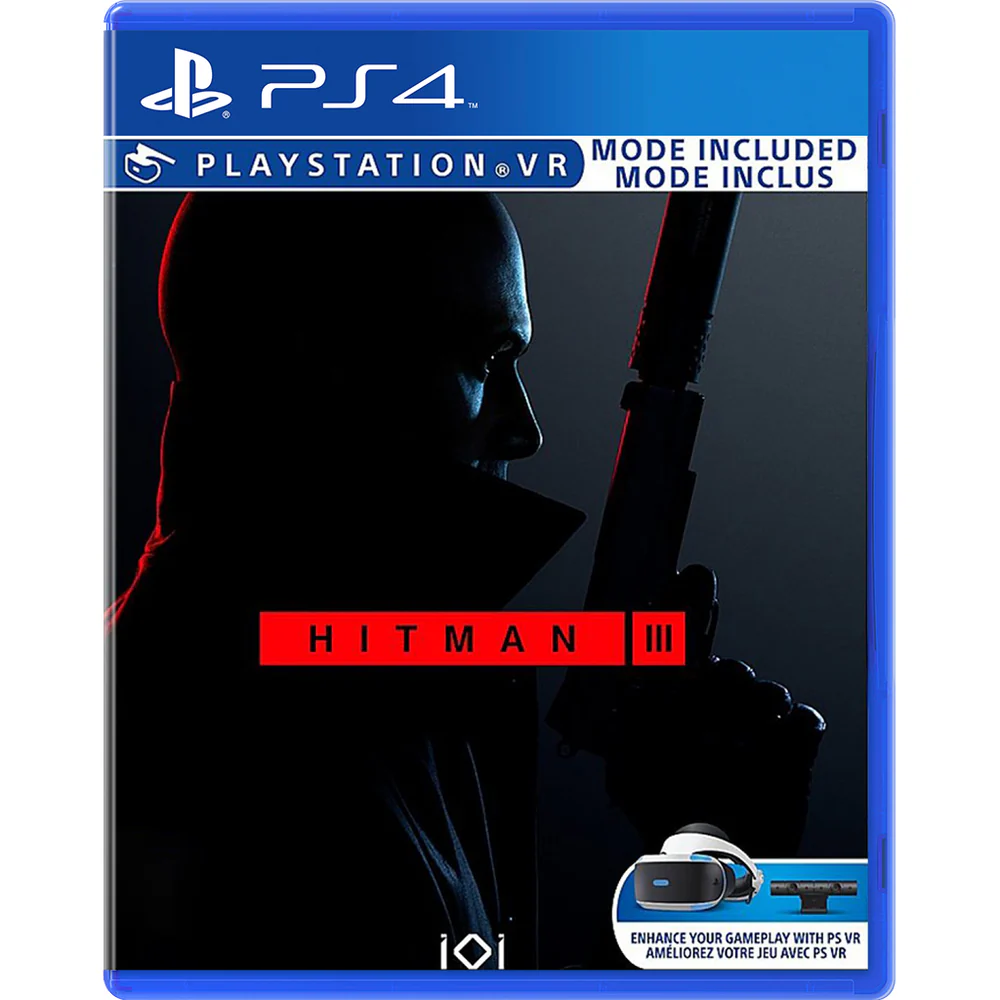 PS4™
PLAYSTATION®VR
MODE INCLUDED
MODE INCLUS
HITMAN III
IOI
ENHANCE YOUR GAMEPLAY WITH PS VR
AMÉLIOREZ VOTRE JEU AVEC PS VR